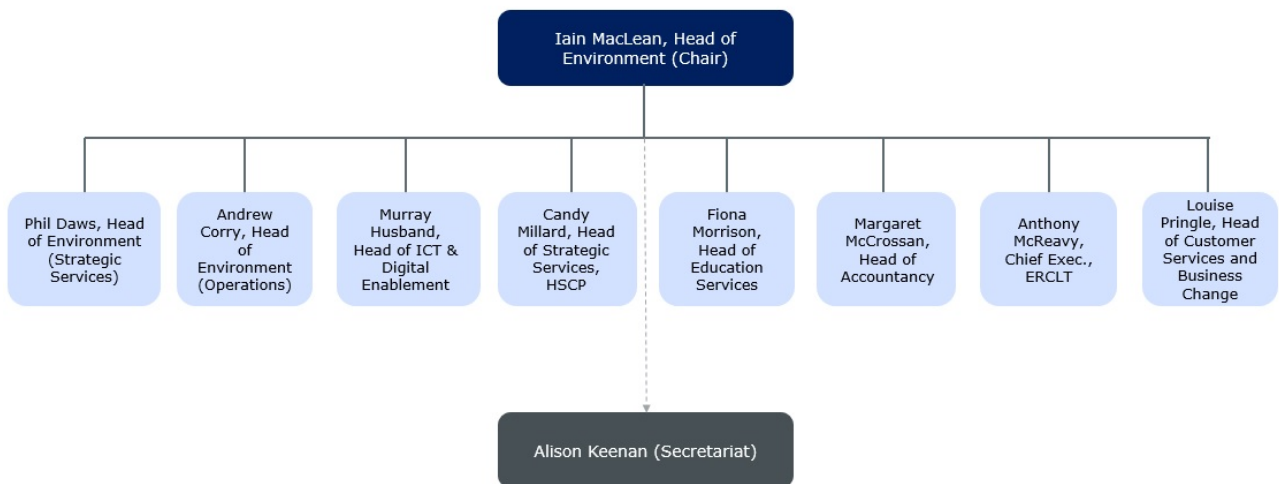 Iain MacLean, Head of
Environment (Chair)
Phil Daws, Head
of Environment
(Strategic
Services)
Andrew
Corry, Head
of
Environment
(Operations)
Murray
Husband,
Head of ICT &
Digital
Enablement
Candy
Millard, Head
of Strategic
Services,
HSCP
Fiona
Morrison,
Head of
Education
Services
Margaret
McCrossan,
Head of
Accountancy
Anthony
McReavy,
Chief Exec.,
ERCLT
Louise
Pringle, Head
of Customer
Services and
Business
Change
Alison Keenan (Secretariat)